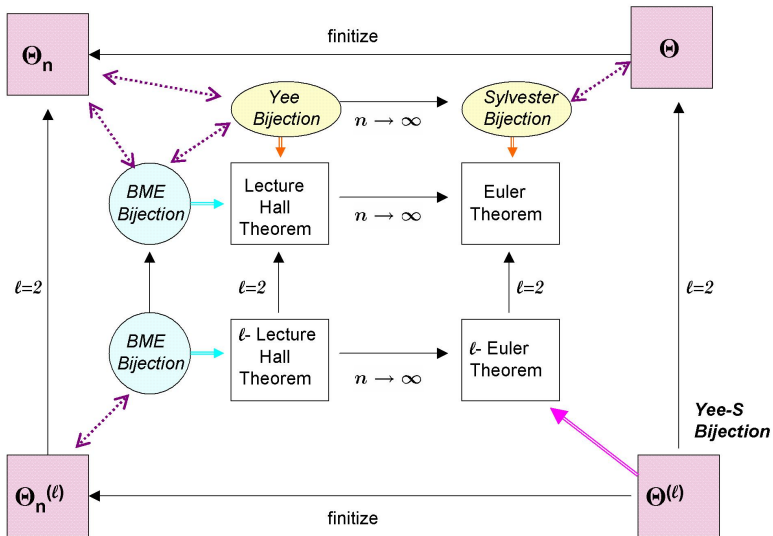 finitize
Θn
Θ
Yee
Bijection
n → ∞
Sylvester
Bijection
BME
Bijection
Lecture
Hall
Theorem
n → ∞
Euler
Theorem
ℓ=2
ℓ=2
ℓ=2
ℓ=2
BME
Bijection
ℓ- Lecture
Hall
Theorem
n → ∞
ℓ- Euler
Theorem
Yee-S
Bijection
Θn(ℓ)
Θ(ℓ)
finitize